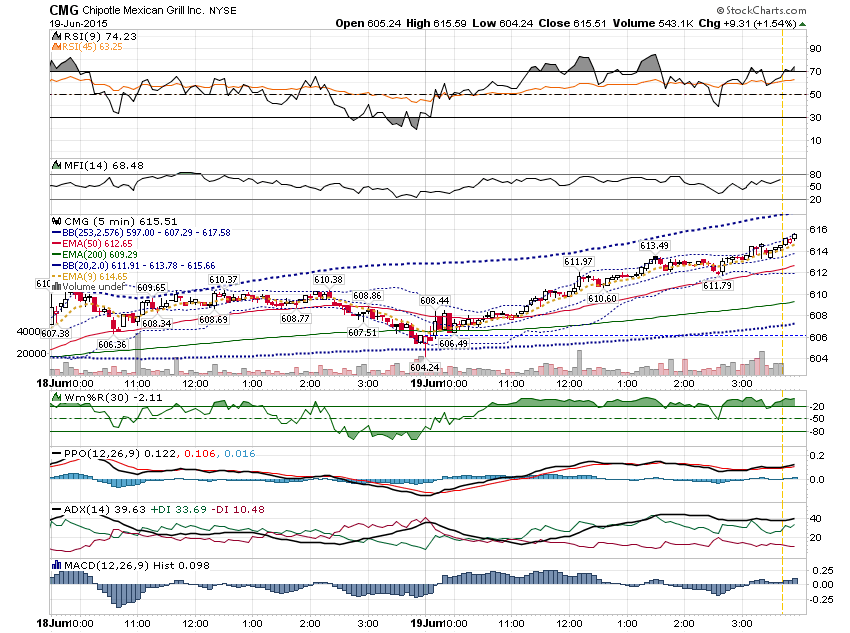 CMG Chipotle Mexican Grill Inc. NYSE © StockCharts.com
19-Jun-2015 Open 605.24 High 615.59 Low 604.24 Close 615.51 Volume 543.1K Chg +9.31 (+1.54%)
RSI(9) 74.23
RSI(45) 63.25
90
70
50
30
10
MFI(14) 68.48
80
50
20
CMG (5 min) 615.51
BB(253,2.576) 597.00 - 607.29 - 617.58
EMA(50) 612.65
EMA(200) 609.29
BB(20,2.0) 611.91 - 613.78 - 615.66
EMA(9) 614.65
Volume undef
616
614
612
610
608
606
604
40000
20000
607.38
606.36
609.65
608.34
608.69
610.37
608.77
610.38
608.86
607.51
608.44
604.24
606.49
611.97
610.60
613.49
611.79
18Jun 10:00 11:00 12:00 1:00 2:00 3:00 19Jun 10:00 11:00 12:00 1:00 2:00 3:00
Wm%R(30) -2.11
-20
-50
-80
PPO(12,26,9) 0.122, 0.106, 0.016
0.2
0.0
ADX(14) 39.63 +DI 33.69 -DI 10.48
40
20
MACD(12,26,9) Hist 0.098
0.25
0.00
-0.25
18Jun 10:00 11:00 12:00 1:00 2:00 3:00 19Jun 10:00 11:00 12:00 1:00 2:00 3:00